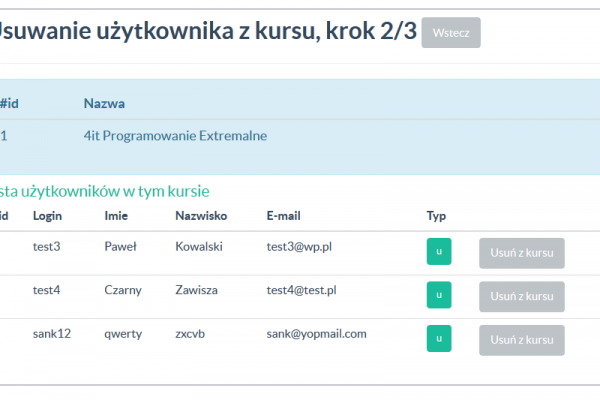 Usuwanie użytkownika z kursu, krok 2/3 Wstecz
#id Nazwa
1 4it Programowanie Extremalne
sta użytkowników w tym kursie
id Login Imie Nazwisko E-mail Typ
test3 Paweł Kowalski test3@wp.pl u Usuń z kursu
test4 Czarny Zawisza test4@test.pl u Usuń z kursu
sank12 qwerty zxcvb sank@yopmail.com u Usuń z kursu